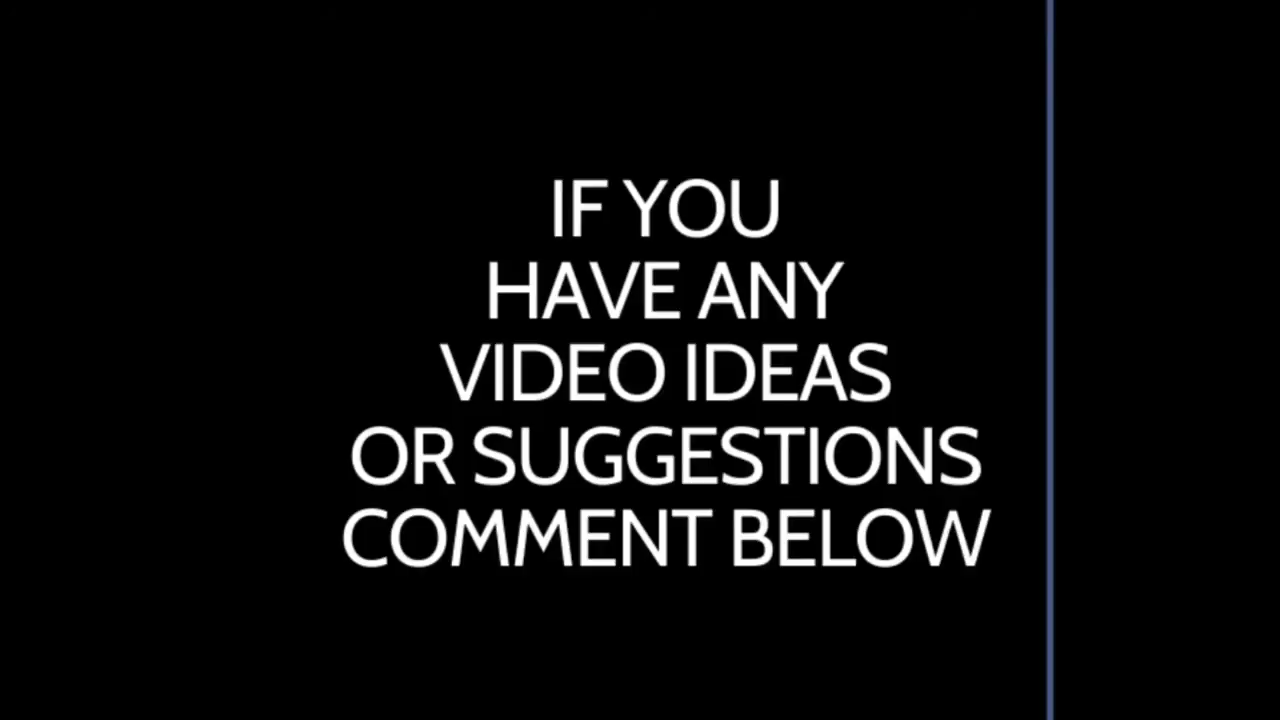 IF YOU
HAVE ANY
VIDEO IDEAS
OR SUGGESTIONS
COMMENT BELOW